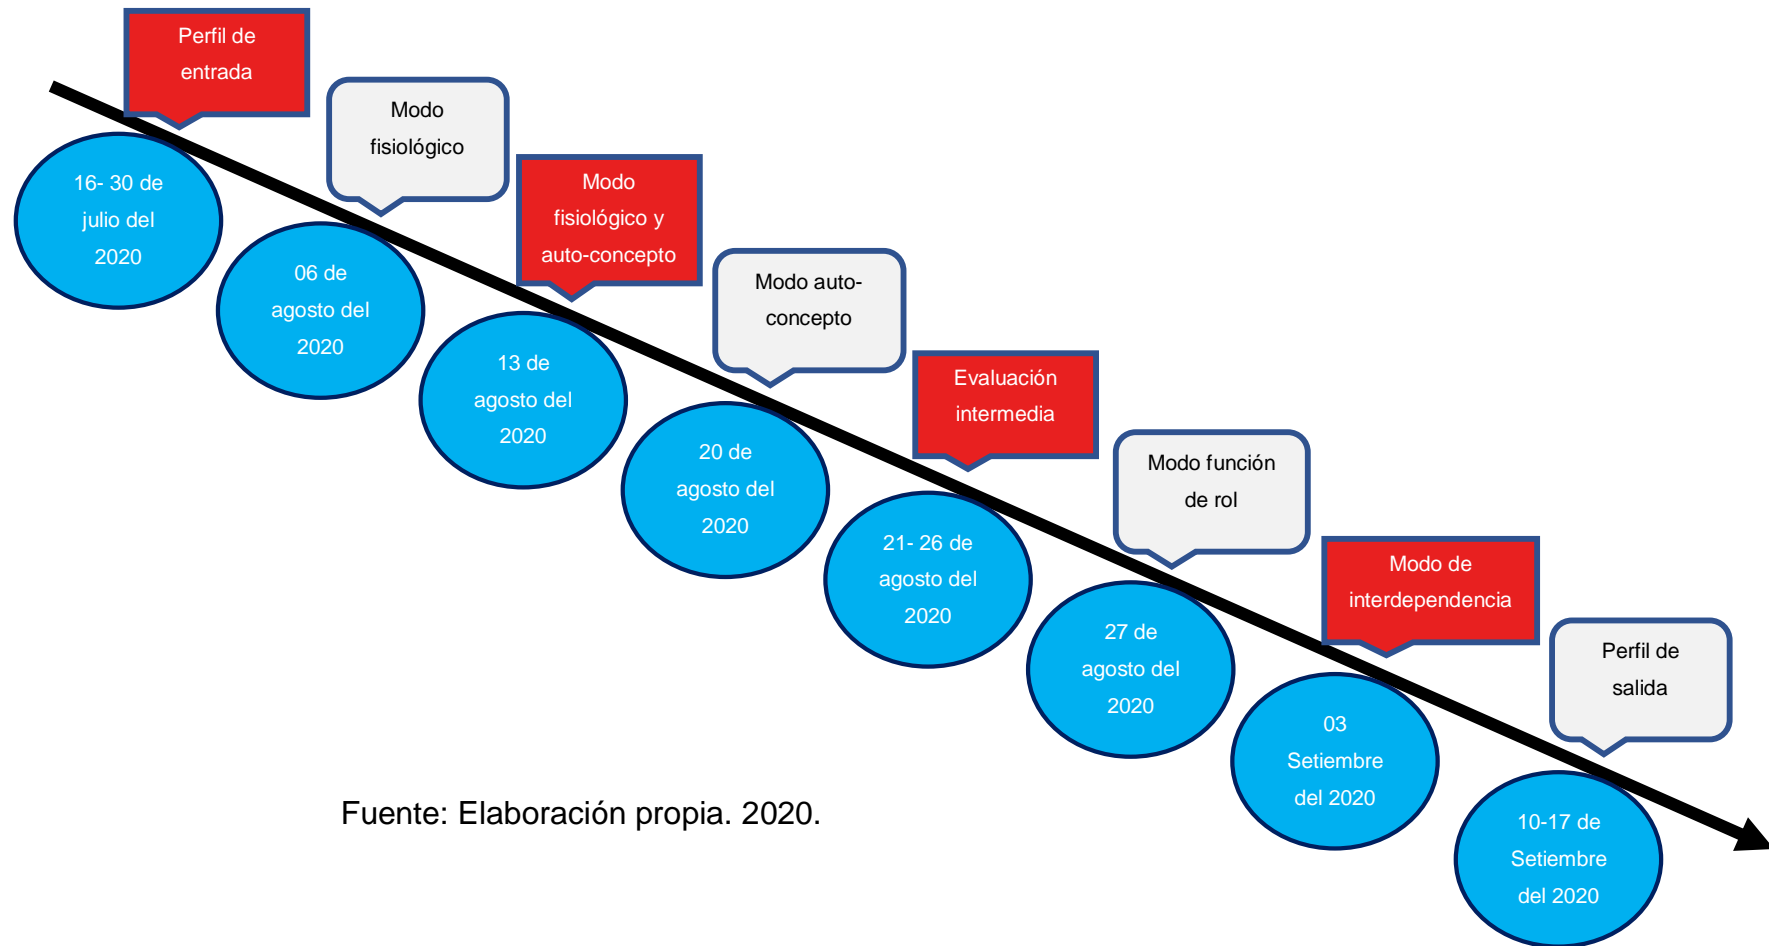 Perfil de
entrada
16- 30 de
julio del
2020
Modo
fisiológico
06 de
agosto del
2020
Modo
fisiológico y
auto-concepto
13 de
agosto del
2020
Modo auto-
concepto
20 de
agosto del
2020
Evaluación
intermedia
21- 26 de
agosto del
2020
Modo función
de rol
27 de
agosto del
2020
Modo de
interdependencia
03
Setiembre
del 2020
Perfil de
salida
10-17 de
Setiembre
del 2020
Fuente: Elaboración propia. 2020.